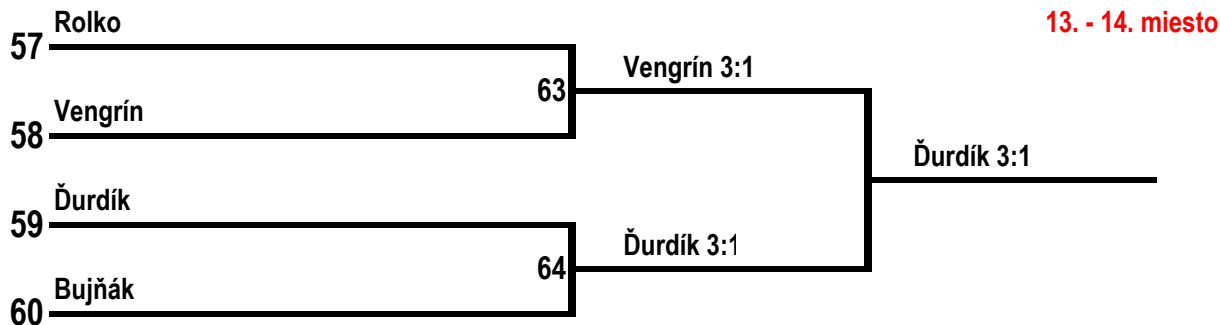 Rolko
13. - 14. miesto
57
Vengrín 3:1
63
Vengrín
58
Ďurdík 3:1
Ďurdík
59
Ďurdík 3:1
64
Bujňák
60